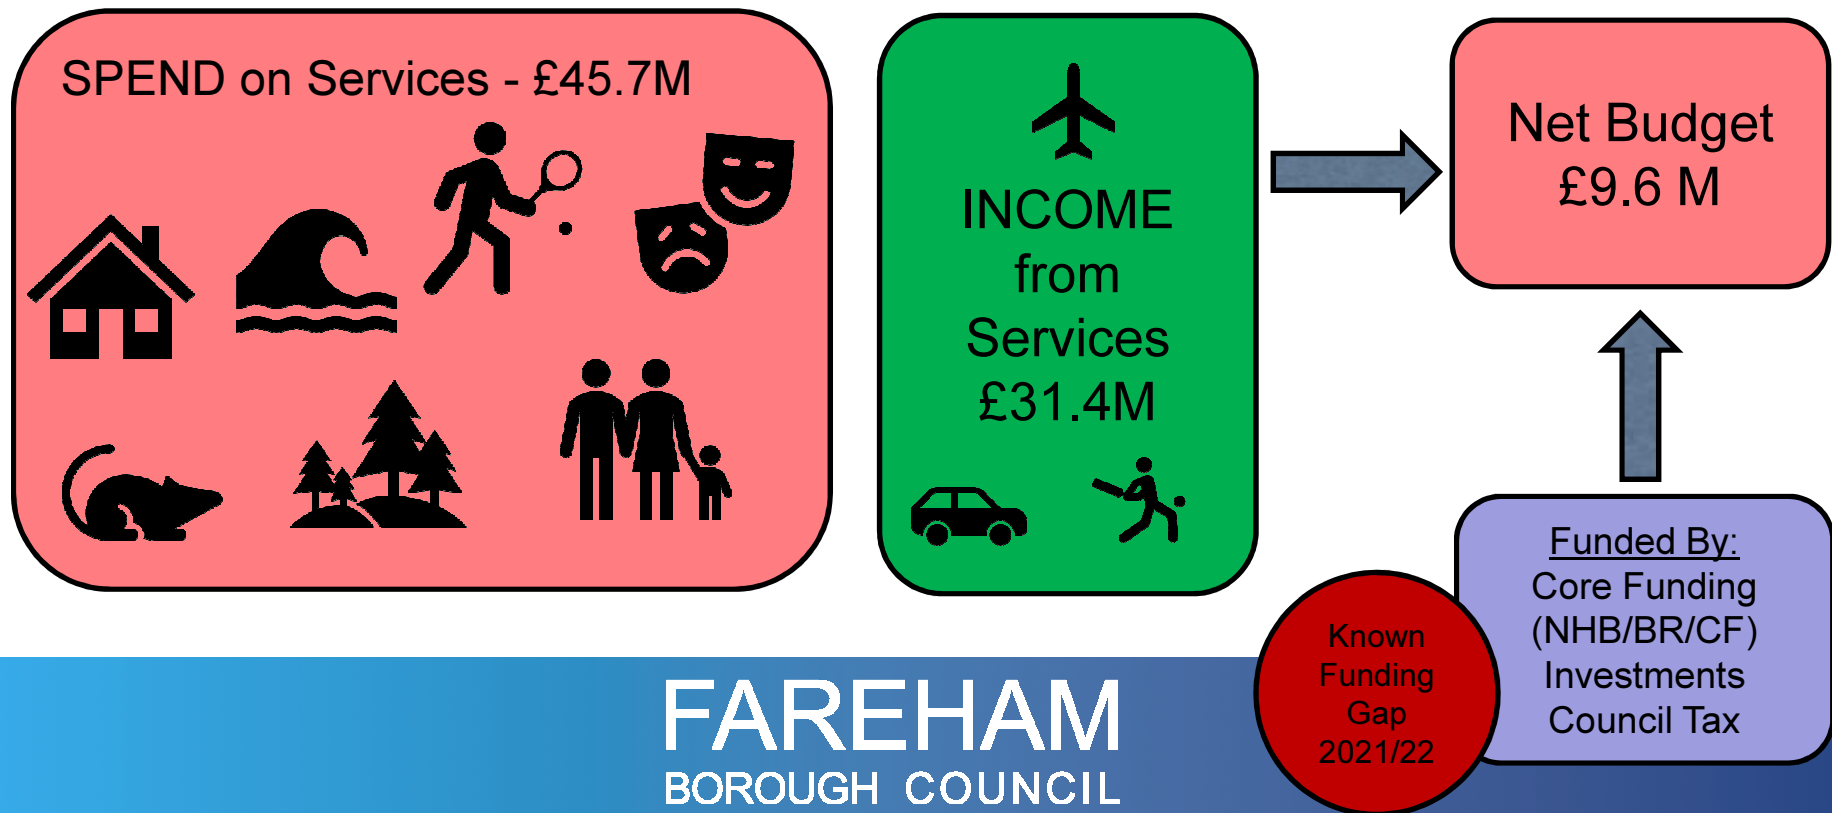 SPEND on Services - £45.7M
INCOME
from
Services
£31.4M
Net Budget
£9.6 M
Funded By:
Core Funding
(NHB/BR/CF)
Investments
Council Tax
Known
Funding
Gap
2021/22
FAREHAM
BOROUGH COUNCIL